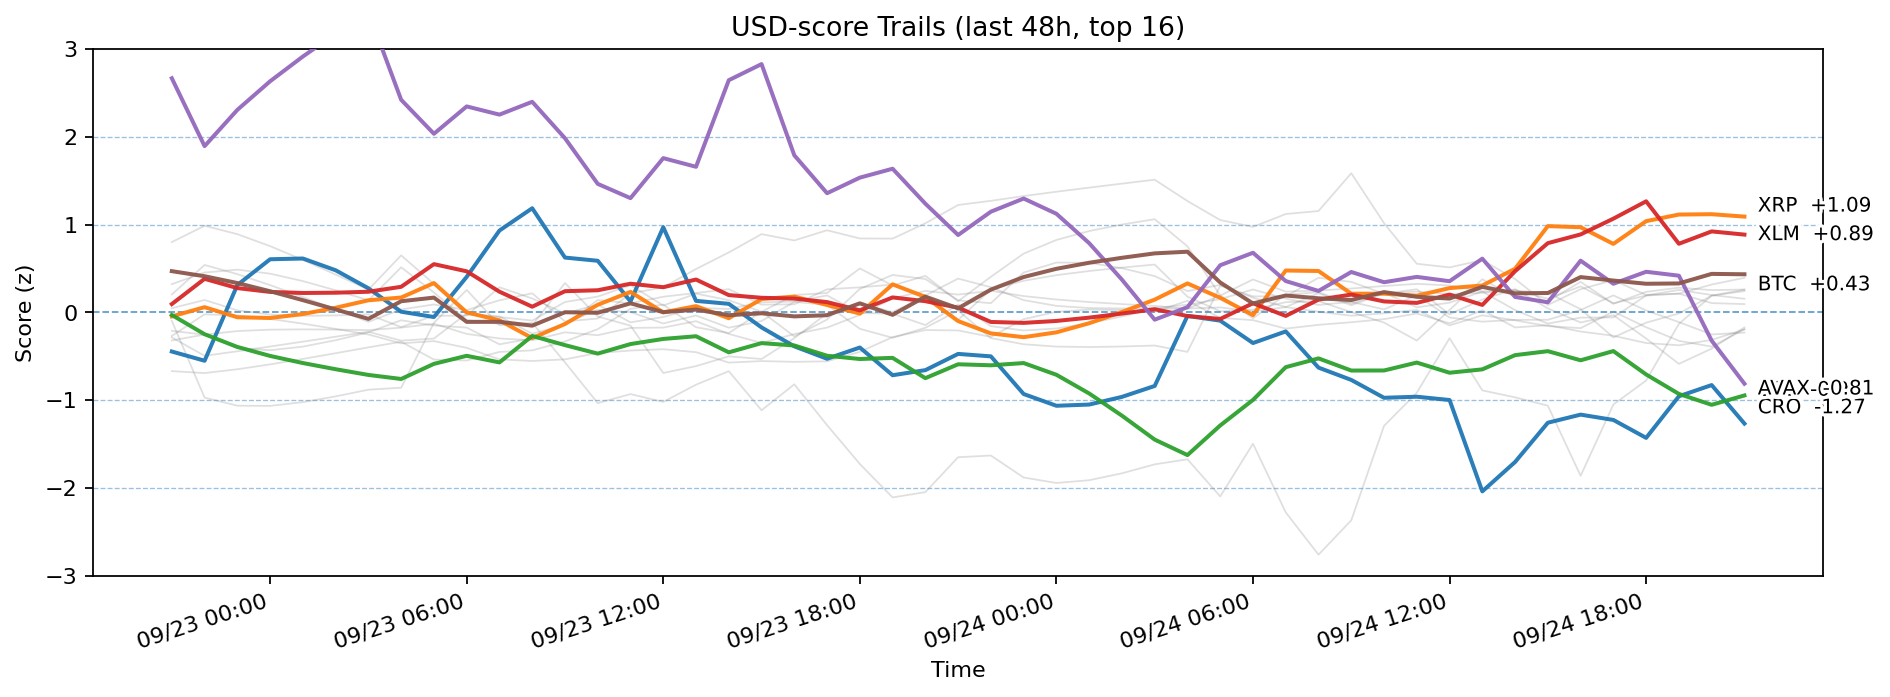 USD-score Trails (last 48h, top 16)
Score (z)
3
2
1
0
−1
−2
−3
XRP +1.09
XLM +0.89
BTC +0.43
AVAX -0.81
CRO -1.27
09/23 00:00
09/23 06:00
09/23 12:00
09/23 18:00
09/24 00:00
09/24 06:00
09/24 12:00
09/24 18:00
Time